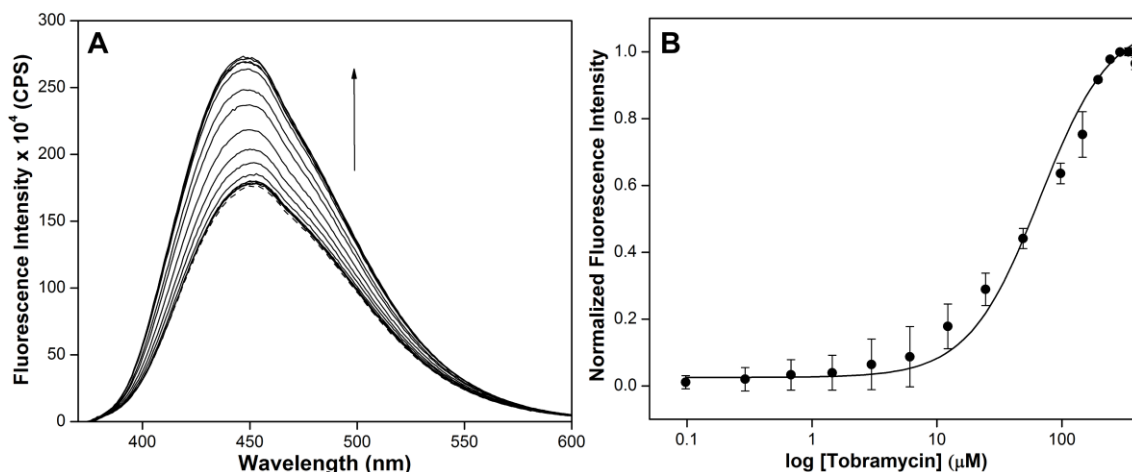 A
Fluorescence Intensity x 10⁴ (CPS)
300
250
200
150
100
50
0
400 450 500 550 600
Wavelength (nm)
B
Normalized Fluorescence Intensity
1.0
0.8
0.6
0.4
0.2
0.0
0.1 1 10 100
log [Tobramycin] (μM)